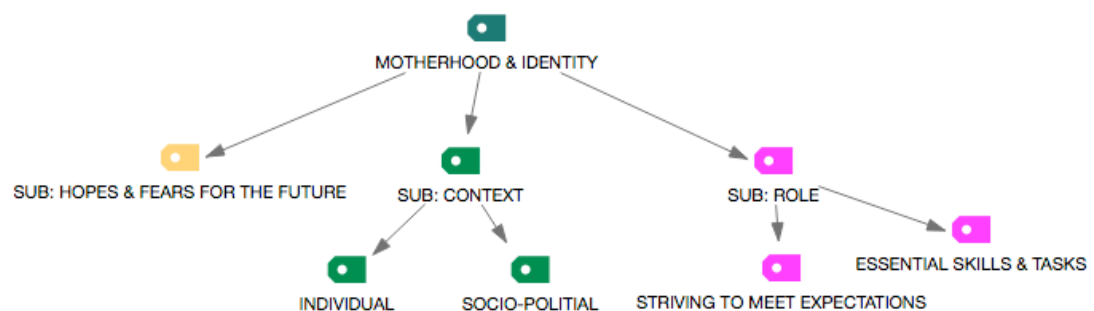 MOTHERHOOD & IDENTITY
SUB: HOPES & FEARS FOR THE FUTURE
SUB: CONTEXT
SUB: ROLE
ESSENTIAL SKILLS & TASKS
INDIVIDUAL
SOCIO-POLITIAL
STRIVING TO MEET EXPECTATIONS